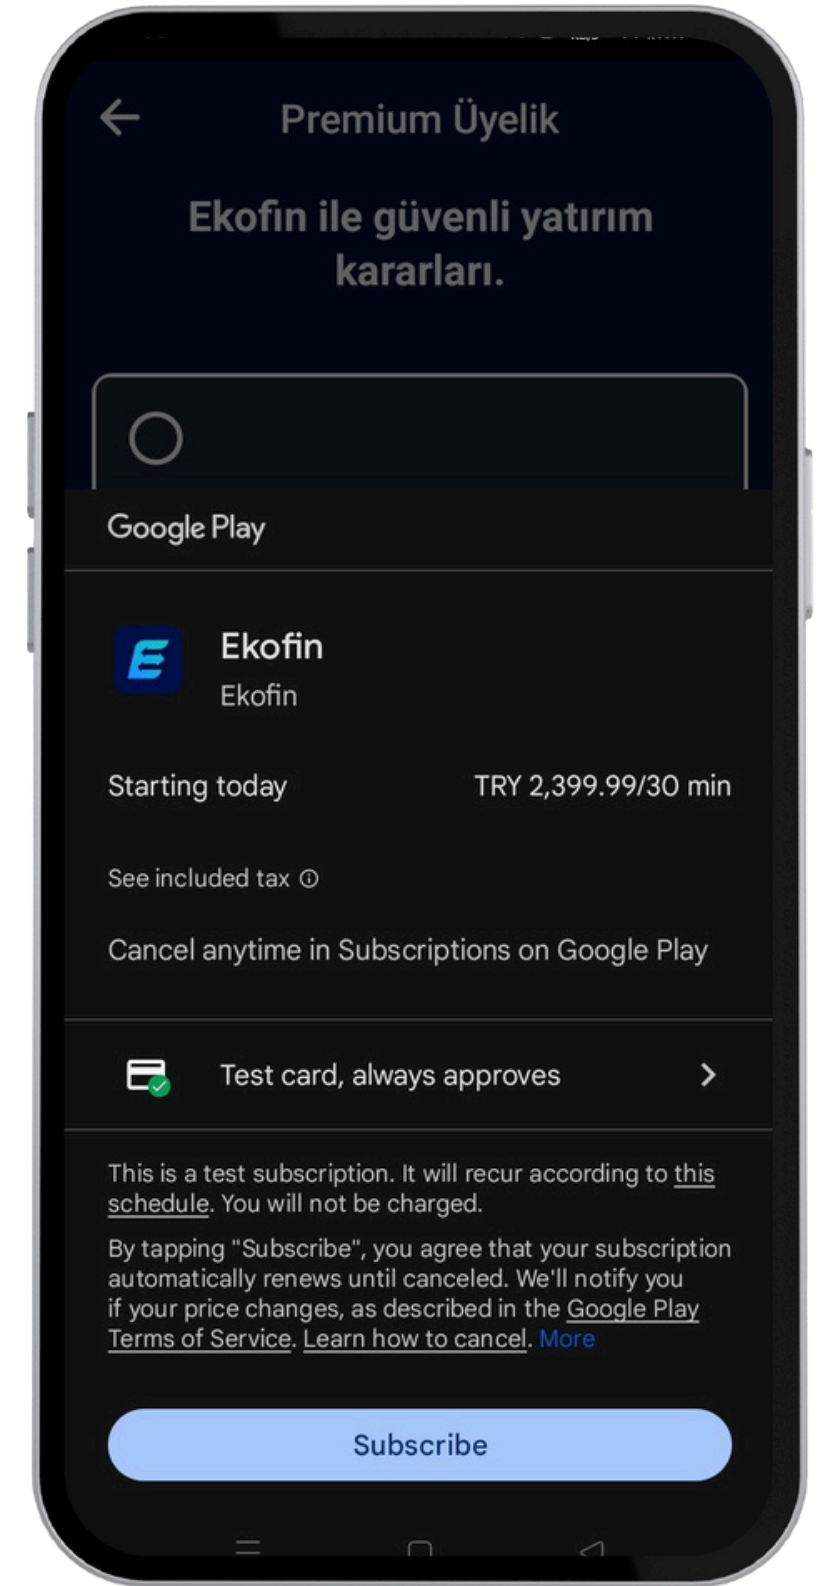 Premium Üyelik
Ekofin ile güvenli yatırım
kararları.
Google Play
Ekofin
Ekofin
Starting today TRY 2,399.99/30 min
See included tax
Cancel anytime in Subscriptions on Google Play
Test card, always approves
This is a test subscription. It will recur according to this
schedule. You will not be charged.
By tapping "Subscribe", you agree that your subscription
automatically renews until canceled. We'll notify you
if your price changes, as described in the Google Play
Terms of Service. Learn how to cancel. More
Subscribe